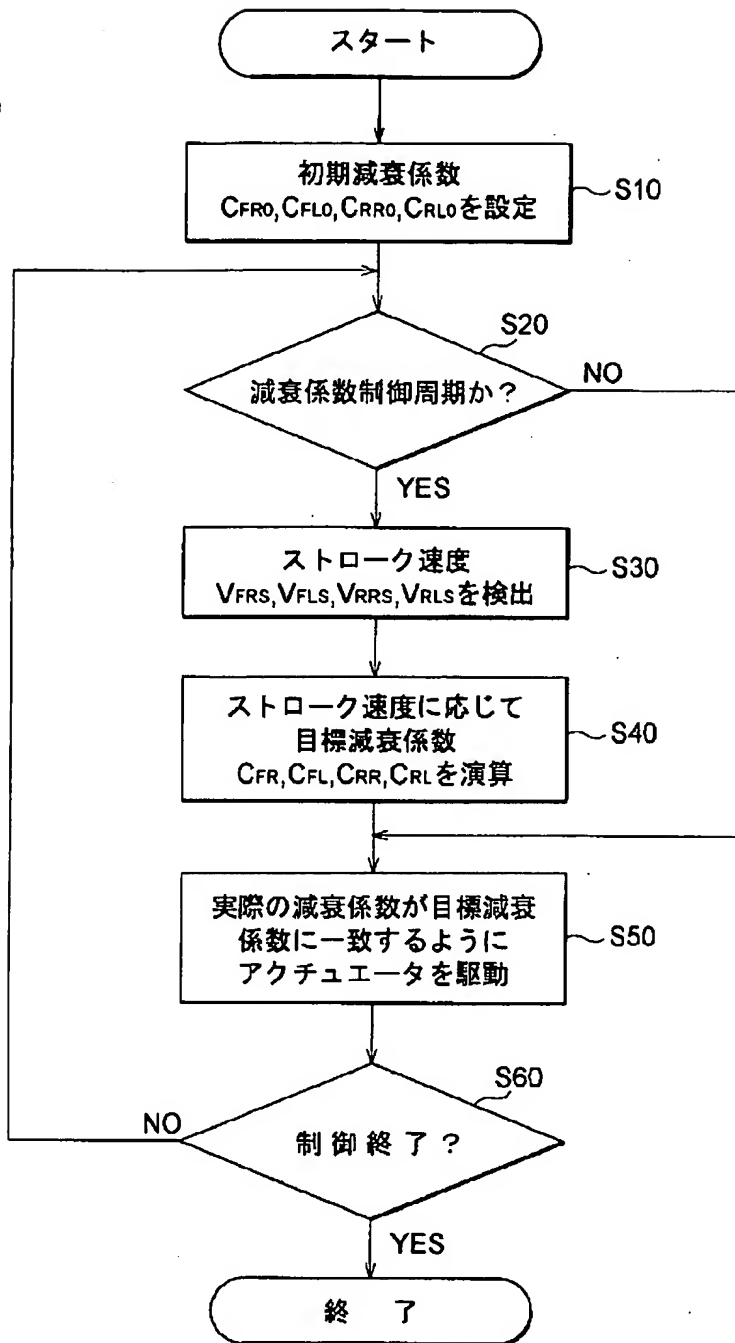 スタート
初期減衰係数
CFR0,CFL0,CRR0,CRL0を設定
S10
S20
減衰係数制御周期か?
NO
YES
ストローク速度
VFRS,VFLS,VRRS,VRLSを検出
S30
ストローク速度に応じて
目標減衰係数
CFR,CFL,CRR,CRLを演算
S40
実際の減衰係数が目標減衰
係数に一致するように
アクチュエータを駆動
S50
S60
NO
制御終了?
YES
終了